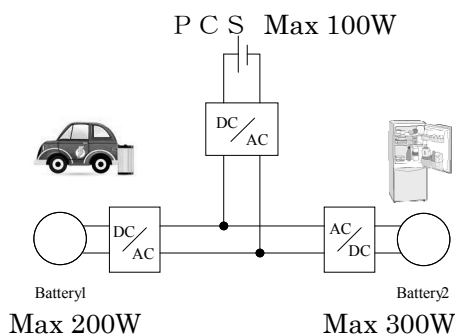 ＰＣＳ Max 100W
DC/AC
DC/AC
AC/DC
Battery1
Battery2
Max 200W
Max 300W